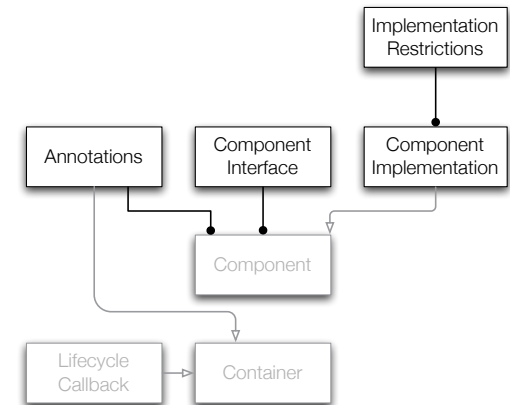 Implementation
Restrictions
Annotations
Component
Interface
Component
Implementation
Component
Lifecycle
Callback
Container